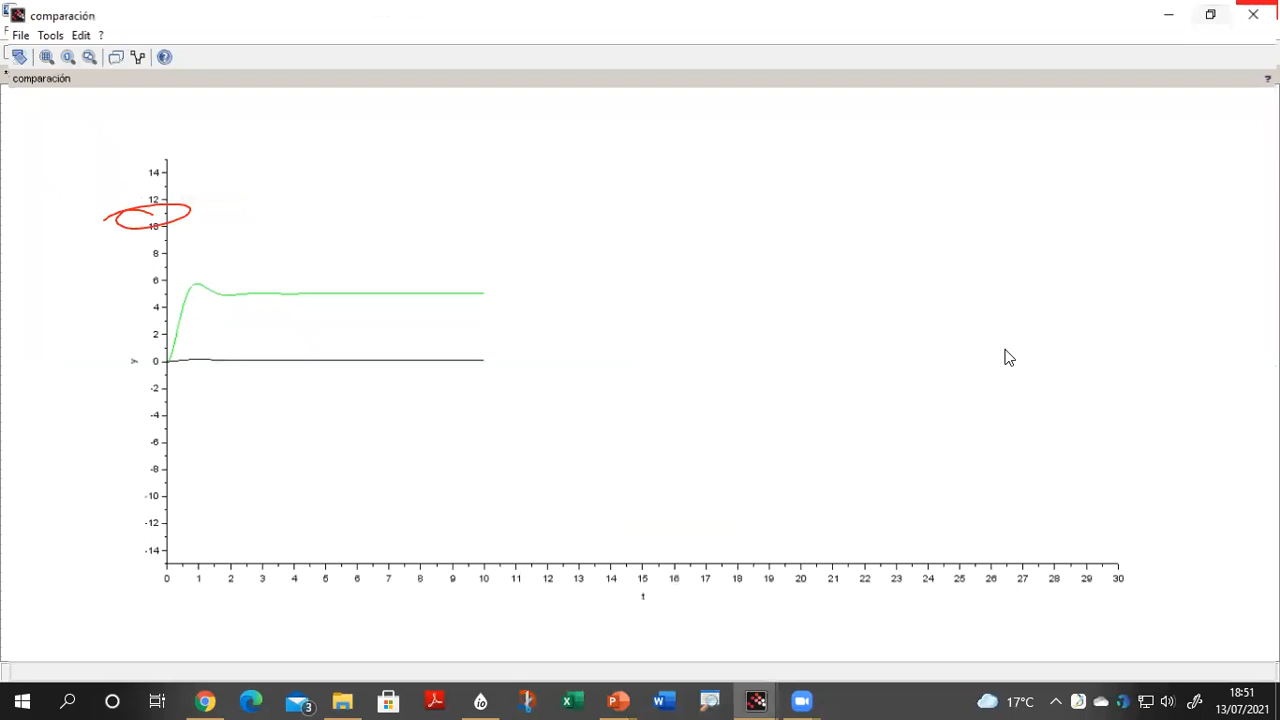 comparación
File Tools Edit ?
comparación ?
14
12
10
8
6
4
2
y 0
-2
-4
-6
-8
-10
-12
-14
0 1 2 3 4 5 6 7 8 9 10 11 12 13 14 15 16 17 18 19 20 21 22 23 24 25 26 27 28 29 30
t
3 17°C 18:51
13/07/2021